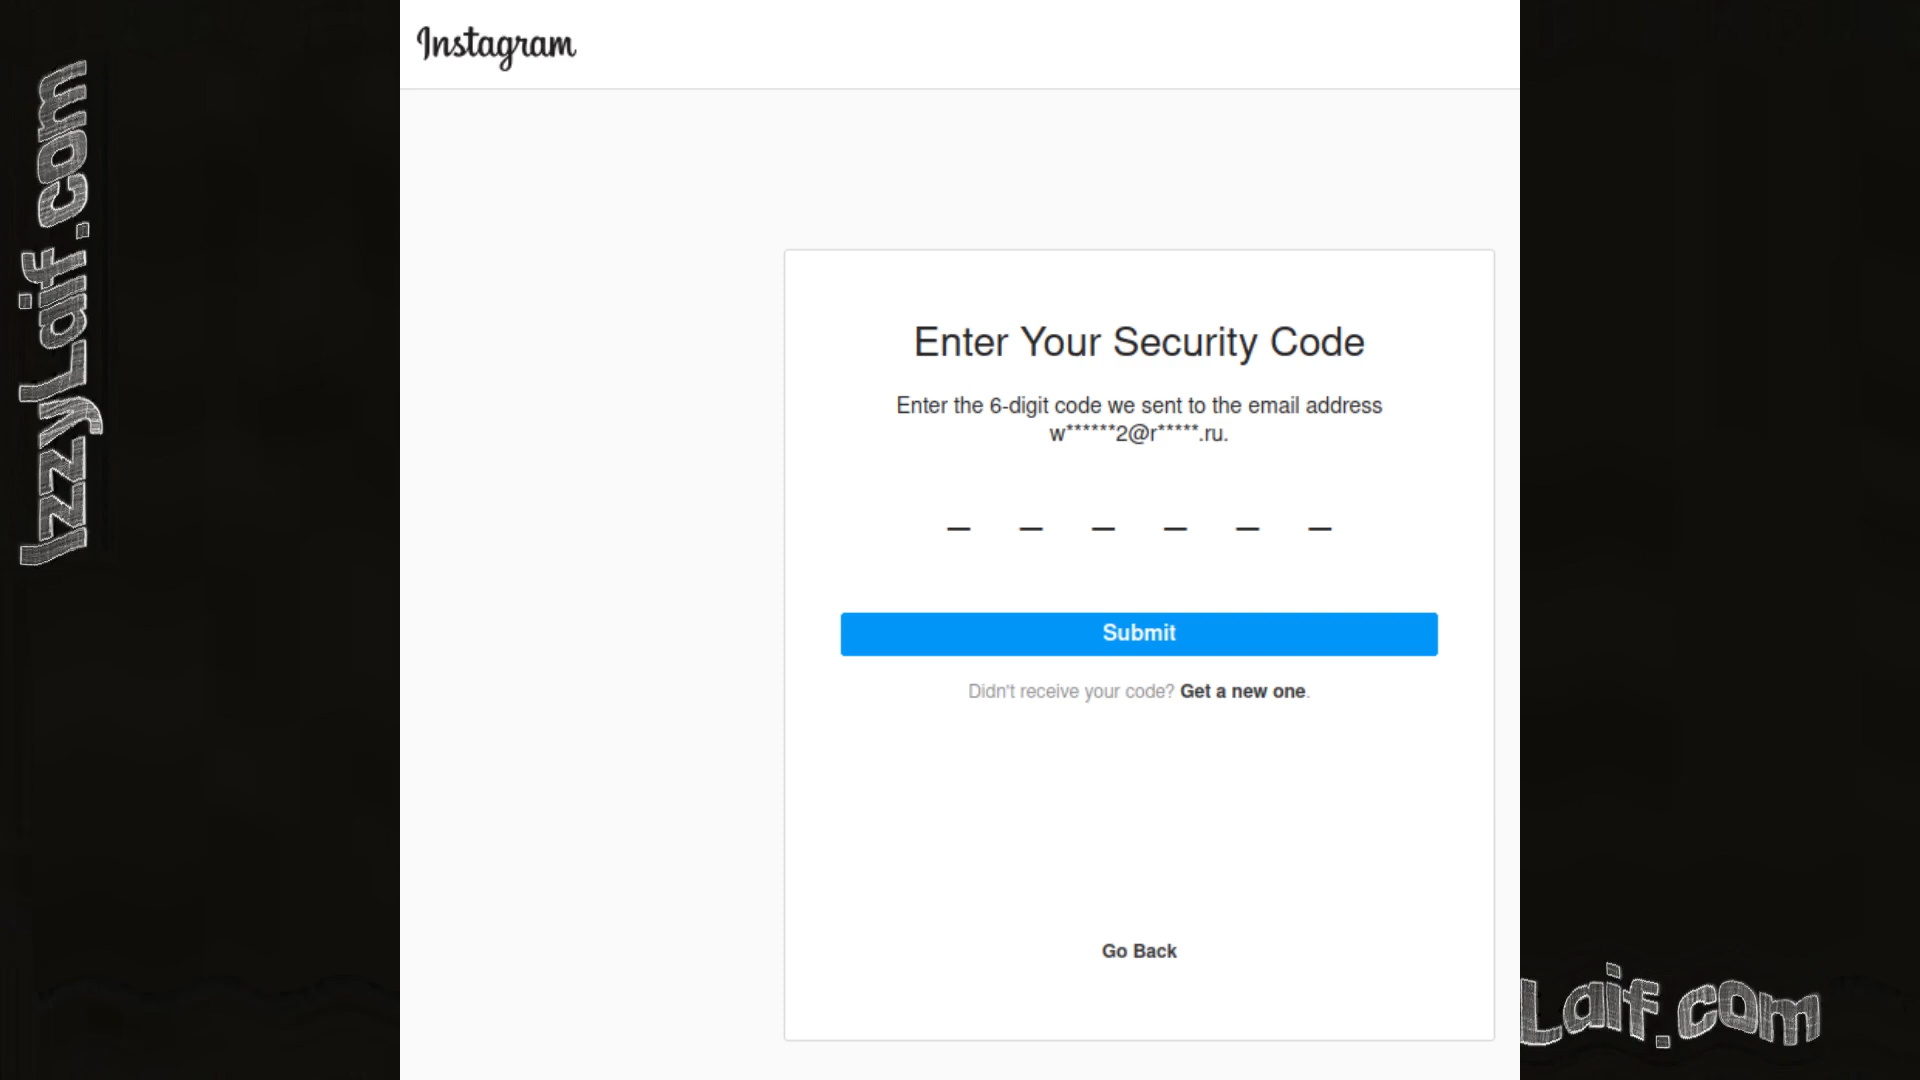 Instagram
IzzyLaif.com
Enter Your Security Code
Enter the 6-digit code we sent to the email address
w******2@r*****.ru.
_ _ _ _ _ _
Submit
Didn't receive your code? Get a new one.
Go Back
Laif.com